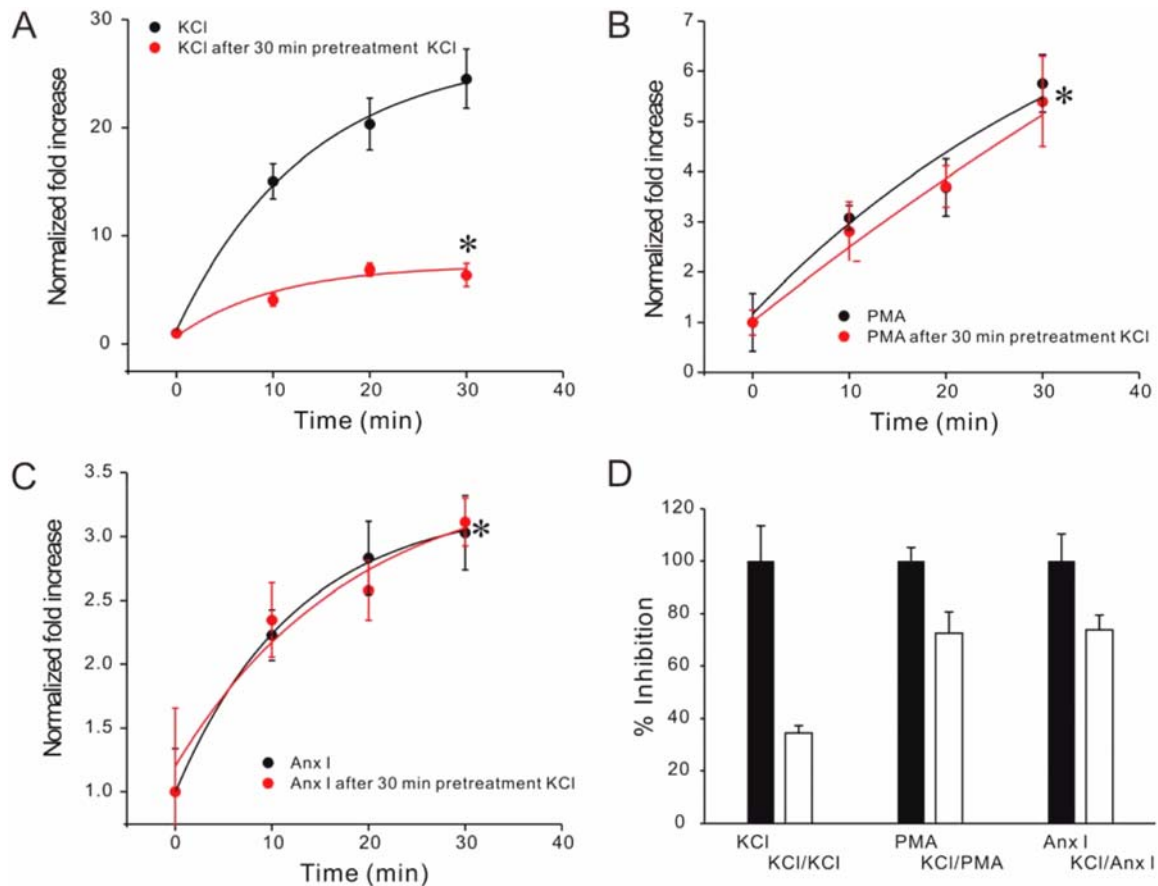 A
KCl
KCl after 30 min pretreatment KCl
30
20
10
0
Normalized fold increase
0 10 20 30 40
Time (min)
*
B
7
6
5
4
3
2
1
0
Normalized fold increase
*
PMA
PMA after 30 min pretreatment KCl
0 10 20 30 40
Time (min)
C
3.5
3.0
2.5
2.0
1.5
1.0
Normalized fold increase
*
Anx I
Anx I after 30 min pretreatment KCl
0 10 20 30 40
Time (min)
D
120
100
80
60
40
20
0
% Inhibition
KCl PMA Anx I
KCl/KCl KCl/PMA KCl/Anx I